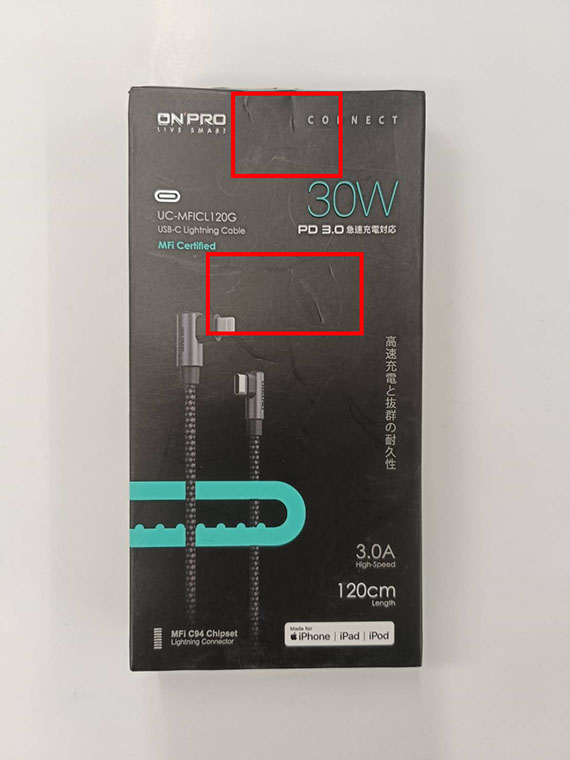 ONPRO
LIVE SMART
CONNECT
30W
PD 3.0 急速充電対応
UC-MFICL120G
USB-C Lightning Cable
MFi Certified
高速充電と抜群の耐久性
3.0A
High-Speed
120cm
Length
MFi C94 Chipset
Lightning Connector
Made for
iPhone | iPad | iPod